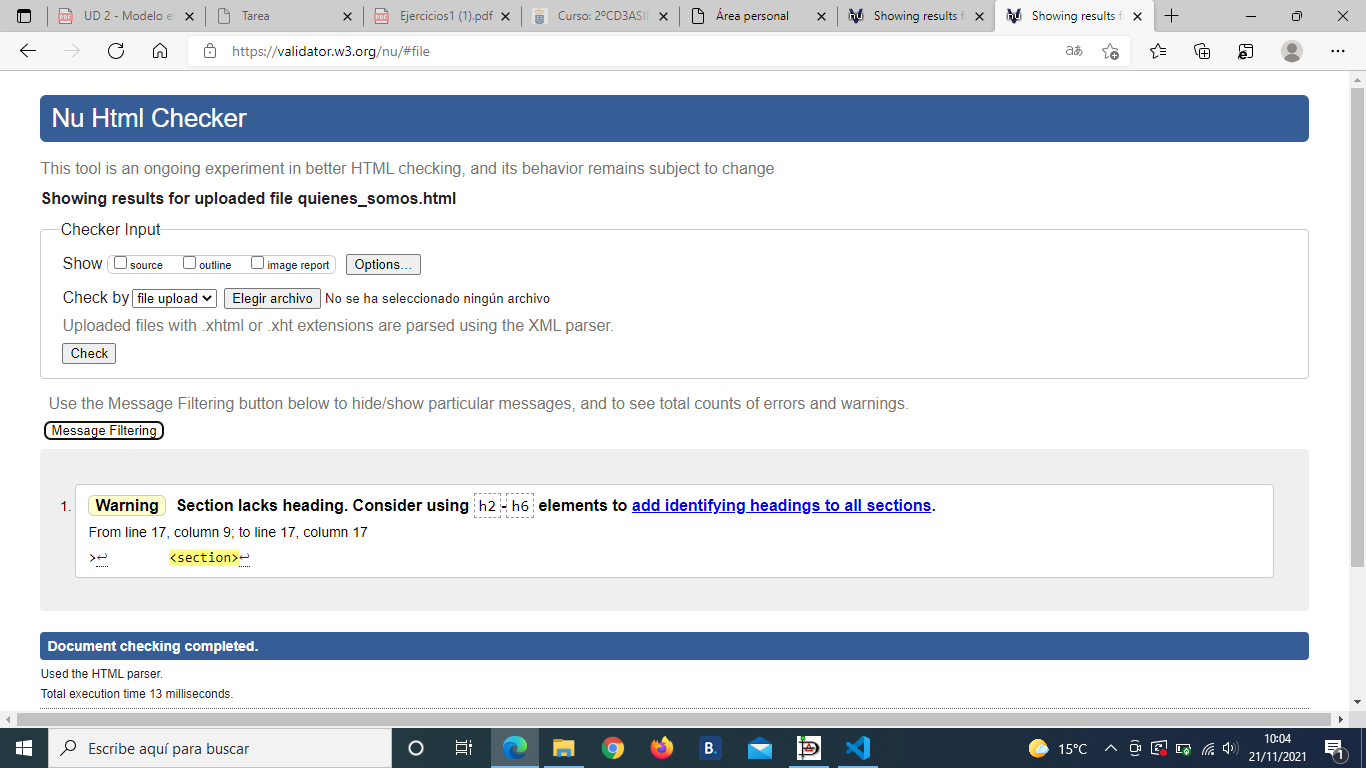 UD 2 - Modelo e
Tarea
Ejercicios1 (1).pdf
Curso: 2ºCD3ASIR
Área personal
Showing results f
Showing results f
https://validator.w3.org/nu/#file
Nu Html Checker
This tool is an ongoing experiment in better HTML checking, and its behavior remains subject to change
Showing results for uploaded file quienes_somos.html
Checker Input
Show source outline image report Options...
Check by file upload Elegir archivo No se ha seleccionado ningún archivo
Uploaded files with .xhtml or .xht extensions are parsed using the XML parser.
Check
Use the Message Filtering button below to hide/show particular messages, and to see total counts of errors and warnings.
Message Filtering
1. Warning Section lacks heading. Consider using h2-h6 elements to add identifying headings to all sections.
From line 17, column 9; to line 17, column 17
>↩ <section>↩
Document checking completed.
Used the HTML parser.
Total execution time 13 milliseconds.
Escribe aquí para buscar
B.
15°C
10:04
21/11/2021
1